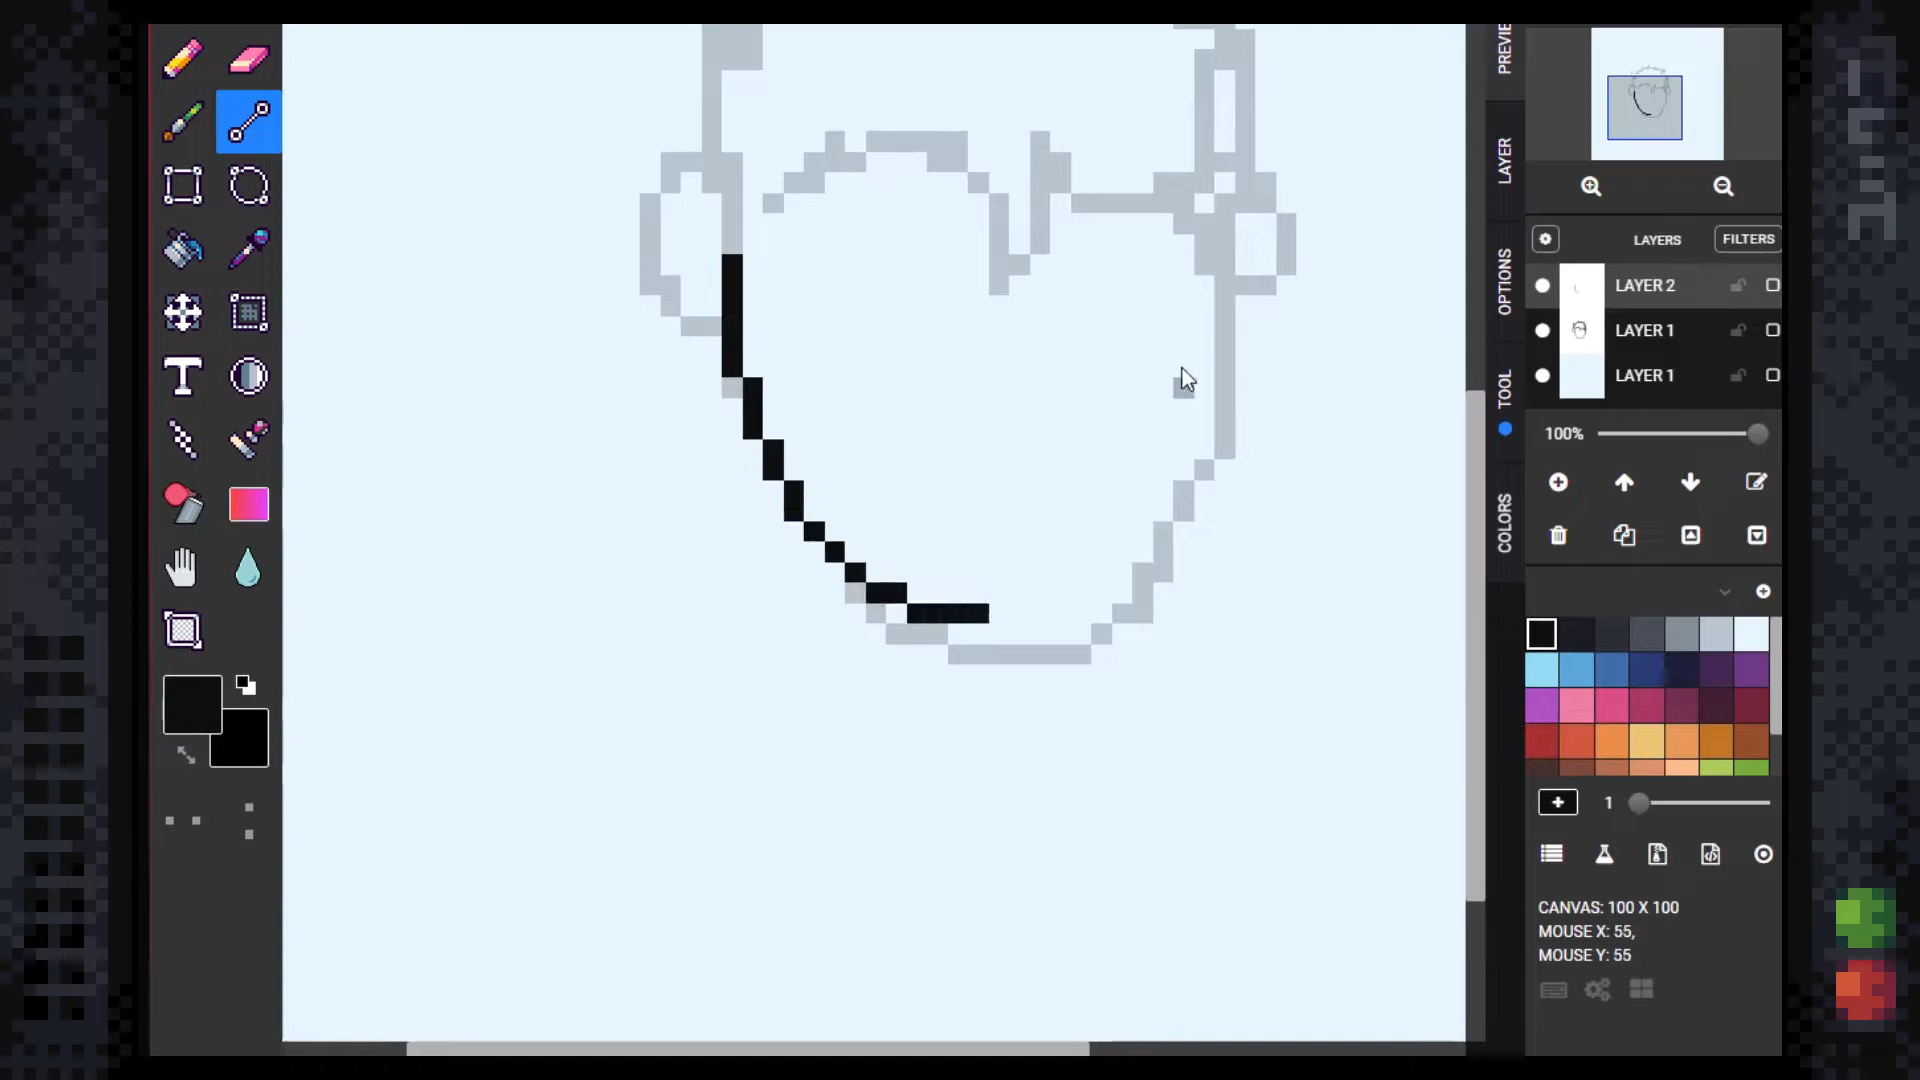 PREVIE
LAYER
OPTIONS
TOOL
COLORS
LAYERS
FILTERS
LAYER 2
LAYER 1
LAYER 1
100%
1
CANVAS: 100 X 100
MOUSE X: 55,
MOUSE Y: 55